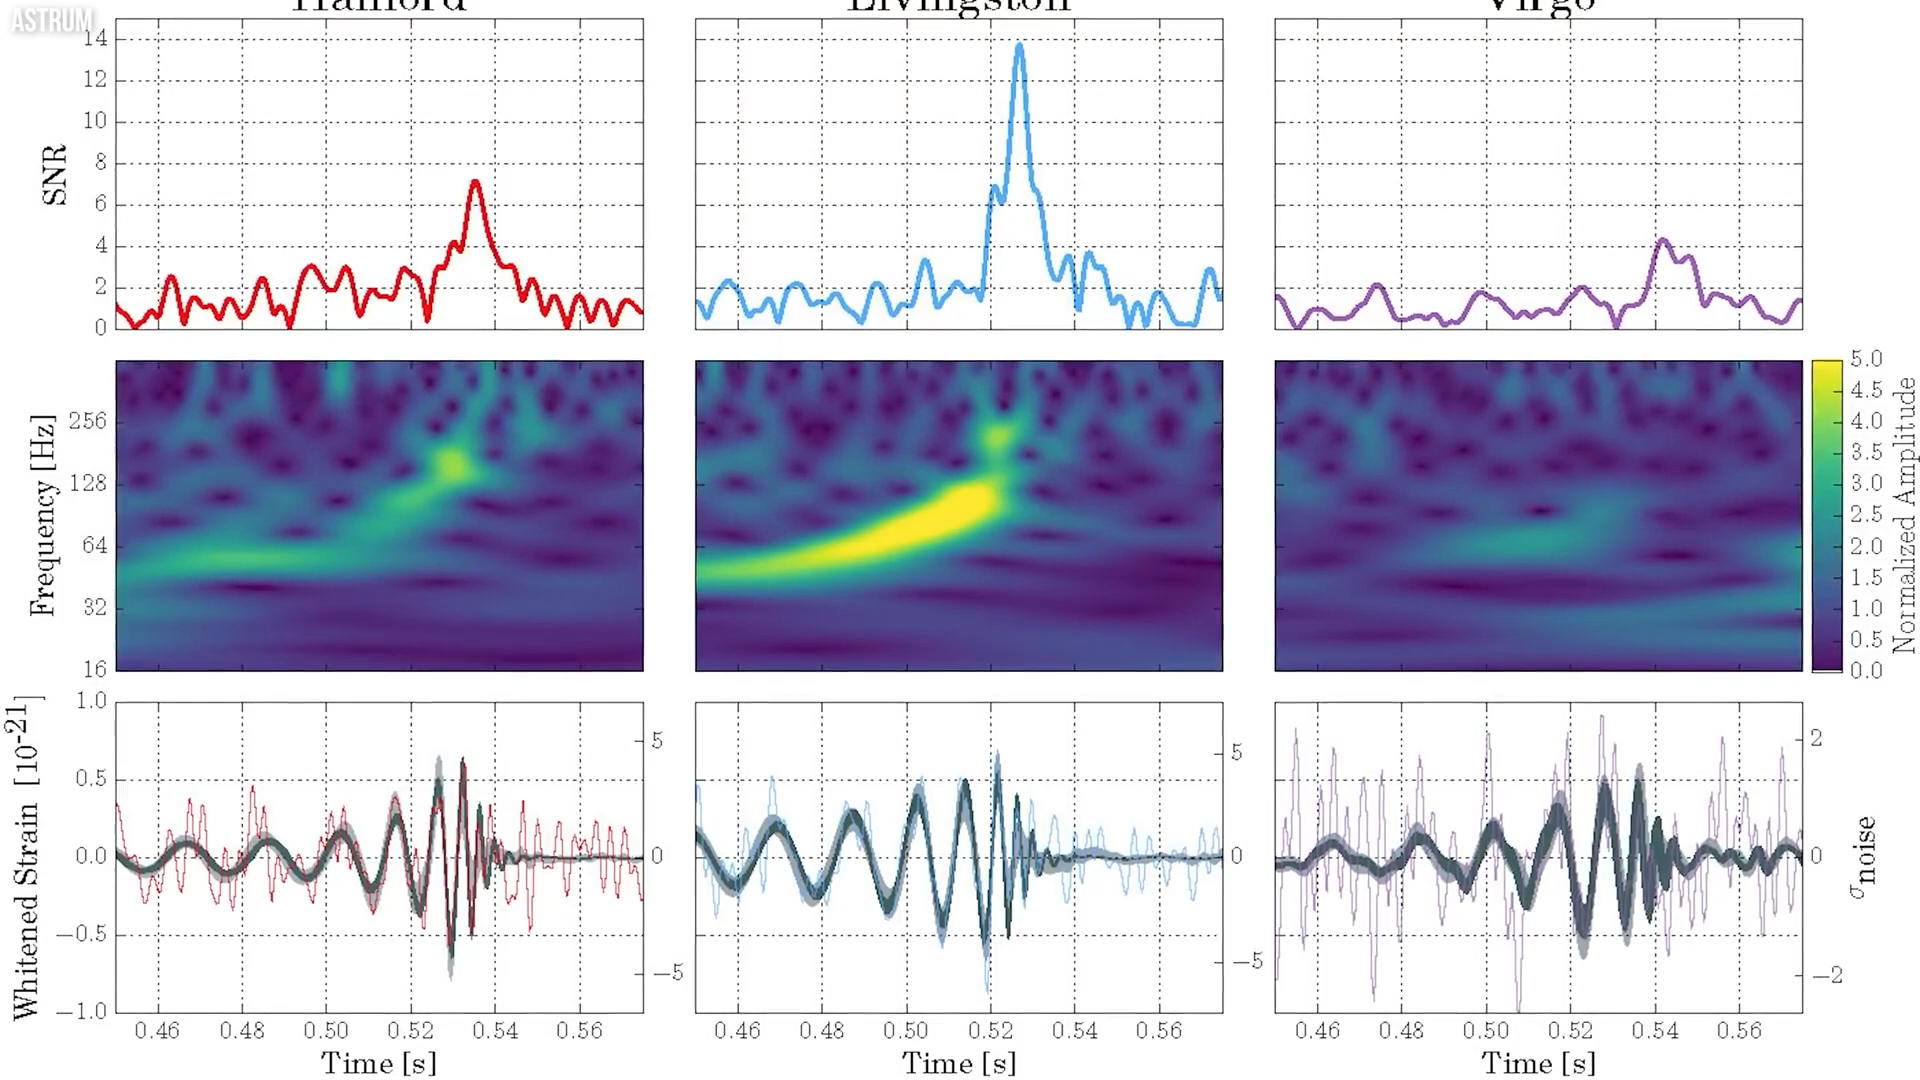 ASTRUM
Hanford
Livingston
Virgo
SNR
14
12
10
8
6
4
2
0
Frequency [Hz]
256
128
64
32
16
5.0
4.5
4.0
3.5
3.0
2.5
2.0
1.5
1.0
0.5
0.0
Normalized Amplitude
Whitened Strain [10⁻²¹]
1.0
0.5
0.0
−0.5
−1.0
5
0
−5
5
0
−5
2
0
−2
σnoise
0.46 0.48 0.50 0.52 0.54 0.56
0.46 0.48 0.50 0.52 0.54 0.56
0.46 0.48 0.50 0.52 0.54 0.56
Time [s]
Time [s]
Time [s]